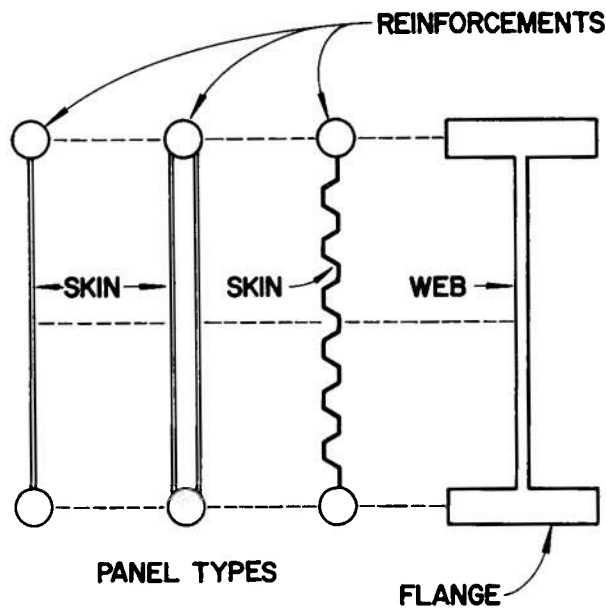 REINFORCEMENTS
SKIN
SKIN
WEB
PANEL TYPES
FLANGE